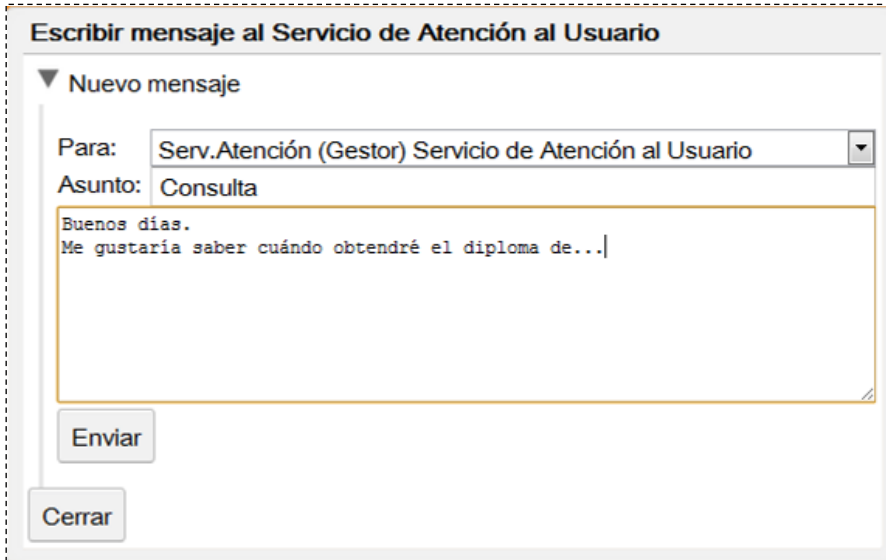 Escribir mensaje al Servicio de Atención al Usuario
Nuevo mensaje
Para: Serv.Atención (Gestor) Servicio de Atención al Usuario
Asunto: Consulta
Buenos días.
Me gustaría saber cuándo obtendré el diploma de...
Enviar
Cerrar